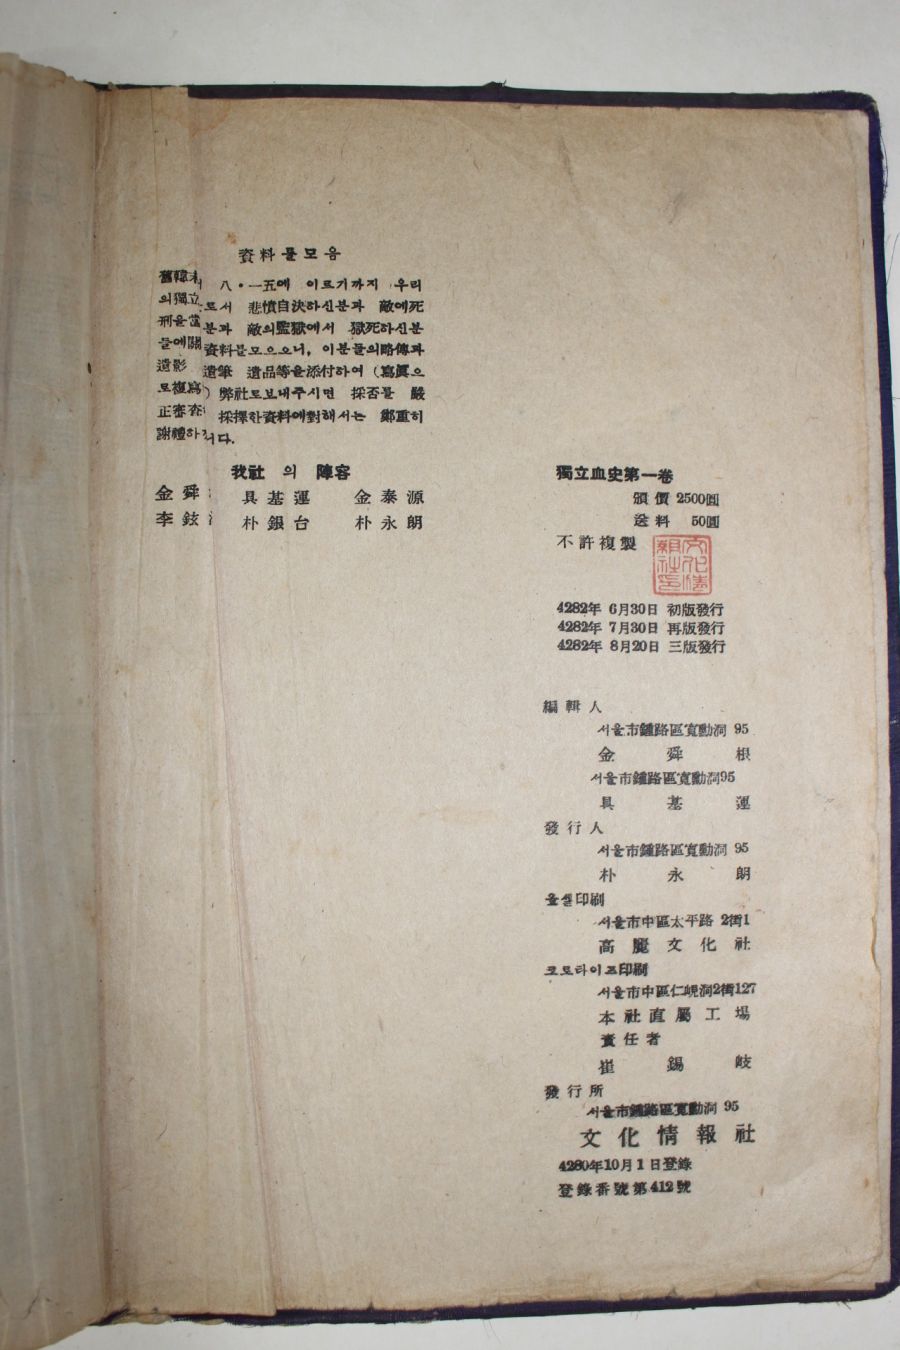 資料를모음
舊韓末 八·一五에 이르기까지 우리
의獨立 로서 悲憤自決하신분과 敵에死
刑을當 분과 敵의監獄에서 獄死하신분
들에關 資料를모으오니, 이분들의略傳과
遺影 遺筆 遺品等을添付하여 (寫眞으
로複寫 ) 弊社로보내주시면 採否를 嚴
正審査 採擇한資料에對해서는 鄭重히
謝禮하 니다.
我社의 陣容
金舜 具基運 金泰源
李鉉 朴銀台 朴永朗
獨立血史第一卷
頒價 2500圓
送料 50圓
不許複製
文化情報社印
4282年 6月30日 初版發行
4282年 7月30日 再版發行
4282年 8月20日 三版發行
編輯人
서울市鍾路區寬勳洞 95
金舜根
서울市鍾路區寬勳洞95
具基運
發行人
서울市鍾路區寬勳洞 95
朴永朗
옵셑印刷
서울市中區太平路 2街1
高麗文化社
코로타이프印刷
서울市中區仁峴洞2街127
本社直屬工場
責任者
崔錫岐
發行所
서울市鍾路區寬勳洞 95
文化情報社
4280年10月1日登錄
登錄番號第412號